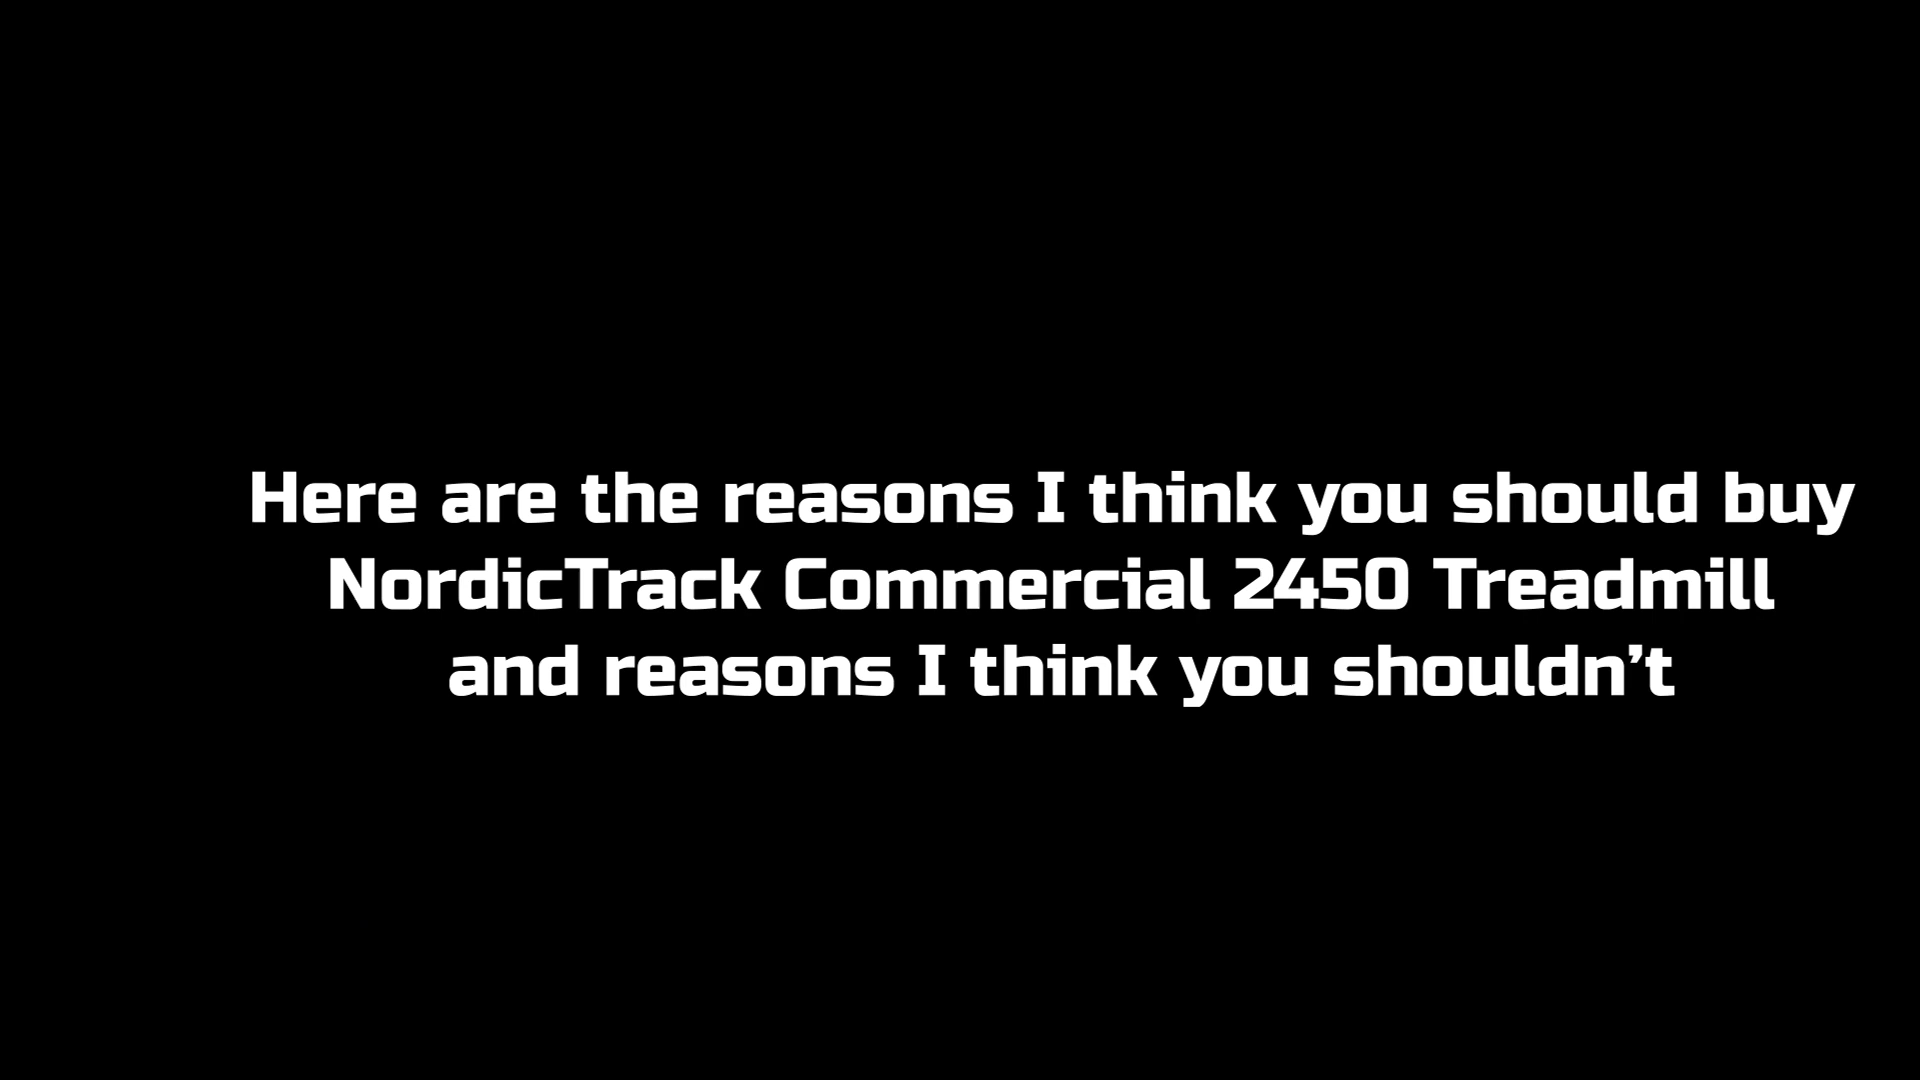 Here are the reasons I think you should buy
NordicTrack Commercial 2450 Treadmill
and reasons I think you shouldn’t